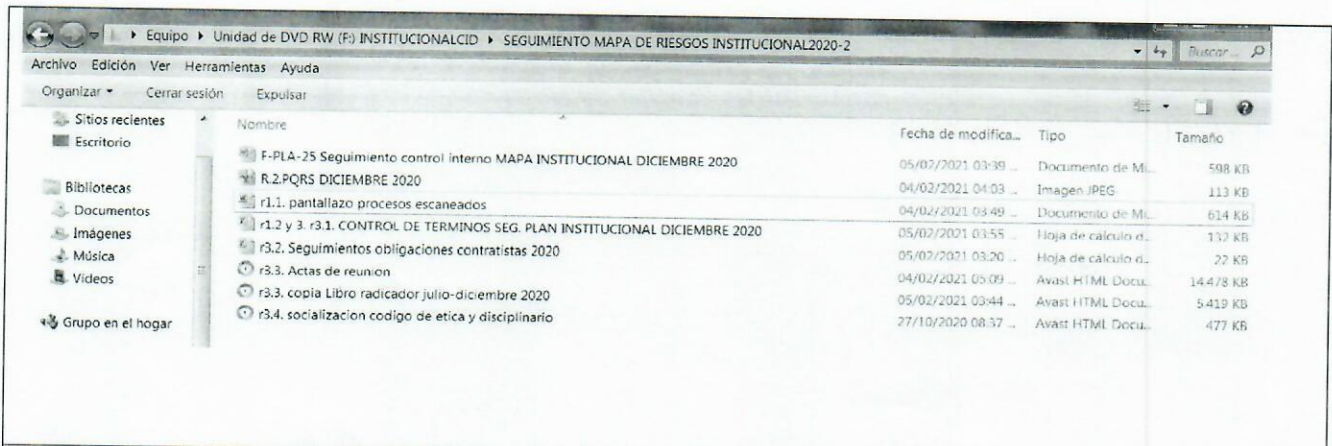 Equipo ▸ Unidad de DVD RW (F:) INSTITUCIONALCID ▸ SEGUIMIENTO MAPA DE RIESGOS INSTITUCIONAL2020-2 Buscar...
Archivo Edición Ver Herramientas Ayuda
Organizar Cerrar sesión Expulsar
Sitios recientes
Escritorio
Bibliotecas
Documentos
Imágenes
Música
Vídeos
Grupo en el hogar
Nombre Fecha de modifica... Tipo Tamaño
F-PLA-25 Seguimiento control interno MAPA INSTITUCIONAL DICIEMBRE 2020 05/02/2021 03:39 ... Documento de Mi... 598 KB
R.2.PQRS DICIEMBRE 2020 04/02/2021 04:03 ... Imagen JPEG 113 KB
r1.1. pantallazo procesos escaneados 04/02/2021 03:49 ... Documento de Mi... 614 KB
r1.2 y 3. r3.1. CONTROL DE TERMINOS SEG. PLAN INSTITUCIONAL DICIEMBRE 2020 05/02/2021 03:55 ... Hoja de cálculo d... 132 KB
r3.2. Seguimientos obligaciones contratistas 2020 05/02/2021 03:20 ... Hoja de cálculo d... 22 KB
r3.3. Actas de reunion 04/02/2021 05:09 ... Avast HTML Docu... 14.478 KB
r3.3. copia Libro radicador julio-diciembre 2020 05/02/2021 03:44 ... Avast HTML Docu... 5.419 KB
r3.4. socializacion codigo de etica y disciplinario 27/10/2020 08:37 ... Avast HTML Docu... 477 KB